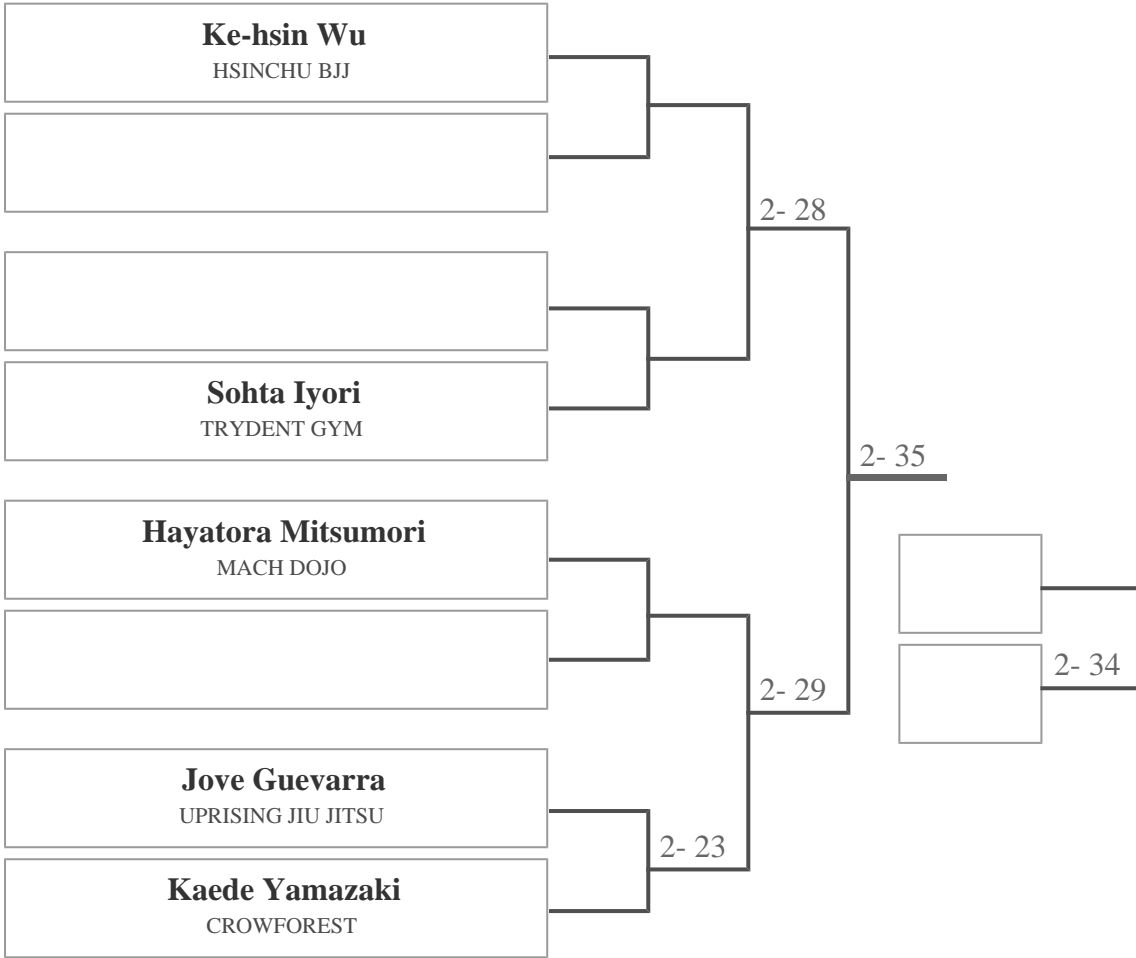 Ke-hsin Wu
HSINCHU BJJ
2- 28
Sohta Iyori
TRYDENT GYM
2- 35
Hayatora Mitsumori
MACH DOJO
2- 34
2- 29
Jove Guevarra
UPRISING JIU JITSU
2- 23
Kaede Yamazaki
CROWFOREST